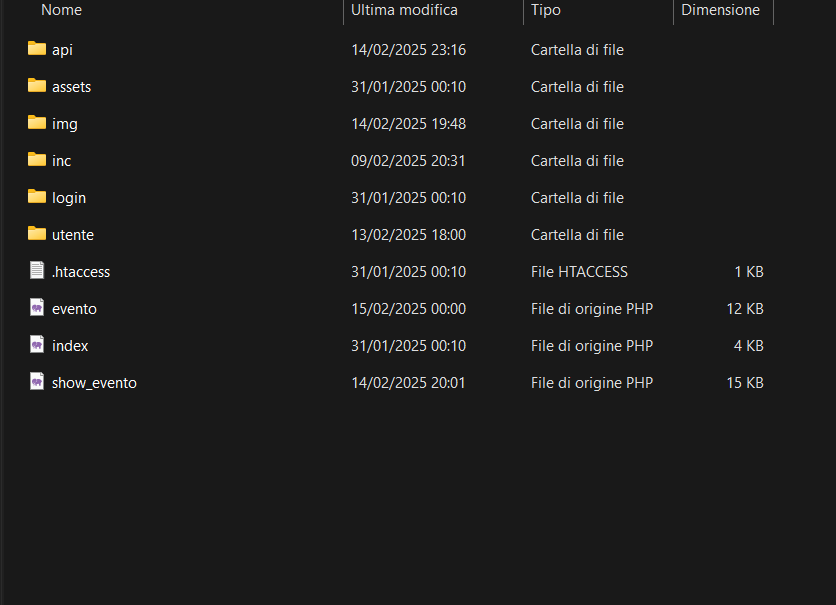 Nome Ultima modifica Tipo Dimensione
api 14/02/2025 23:16 Cartella di file
assets 31/01/2025 00:10 Cartella di file
img 14/02/2025 19:48 Cartella di file
inc 09/02/2025 20:31 Cartella di file
login 31/01/2025 00:10 Cartella di file
utente 13/02/2025 18:00 Cartella di file
.htaccess 31/01/2025 00:10 File HTACCESS 1 KB
evento 15/02/2025 00:00 File di origine PHP 12 KB
index 31/01/2025 00:10 File di origine PHP 4 KB
show_evento 14/02/2025 20:01 File di origine PHP 15 KB